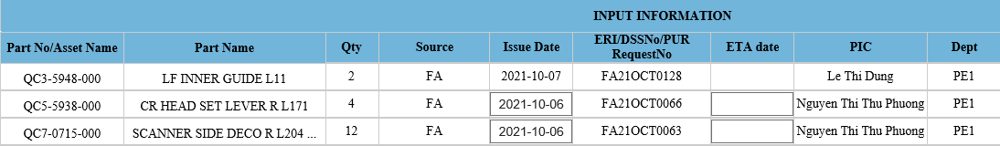 INPUT INFORMATION
Part No/Asset Name Part Name Qty Source Issue Date ERI/DSSNo/PUR RequestNo ETA date PIC Dept
QC3-5948-000 LF INNER GUIDE L11 2 FA 2021-10-07 FA21OCT0128 Le Thi Dung PE1
QC5-5938-000 CR HEAD SET LEVER R L171 4 FA 2021-10-06 FA21OCT0066 Nguyen Thi Thu Phuong PE1
QC7-0715-000 SCANNER SIDE DECO R L204 ... 12 FA 2021-10-06 FA21OCT0063 Nguyen Thi Thu Phuong PE1